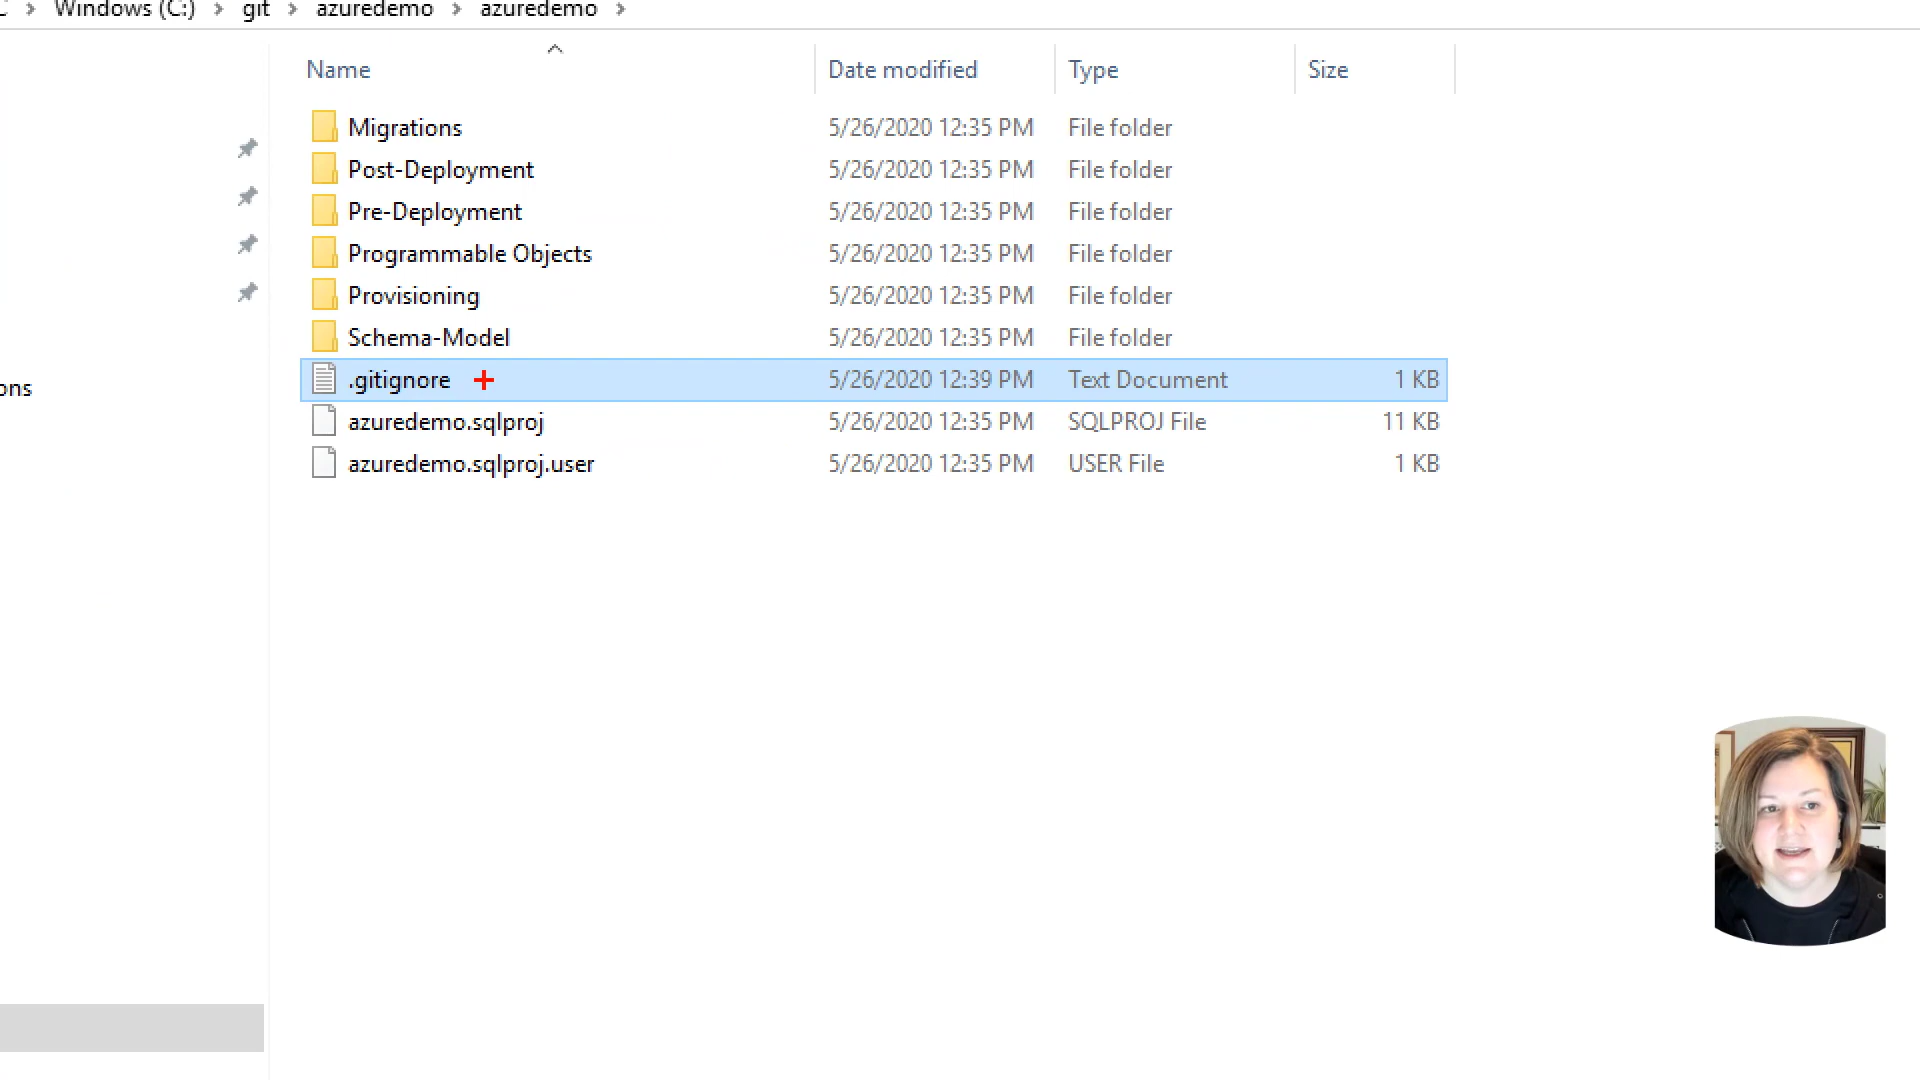 Windows (C:) > git > azuredemo > azuredemo >
Name Date modified Type Size
Migrations 5/26/2020 12:35 PM File folder
Post-Deployment 5/26/2020 12:35 PM File folder
Pre-Deployment 5/26/2020 12:35 PM File folder
Programmable Objects 5/26/2020 12:35 PM File folder
Provisioning 5/26/2020 12:35 PM File folder
Schema-Model 5/26/2020 12:35 PM File folder
.gitignore 5/26/2020 12:39 PM Text Document 1 KB
ons
azuredemo.sqlproj 5/26/2020 12:35 PM SQLPROJ File 11 KB
azuredemo.sqlproj.user 5/26/2020 12:35 PM USER File 1 KB